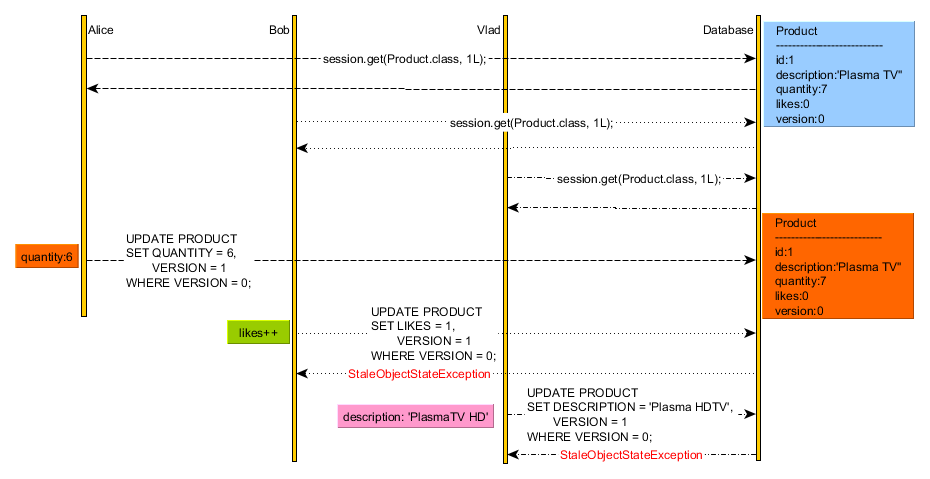 Alice
Bob
Vlad
Database
Product
---------------------------
id:1
description:'Plasma TV"
quantity:7
likes:0
version:0
session.get(Product.class, 1L);
session.get(Product.class, 1L);
session.get(Product.class, 1L);
Product
---------------------------
id:1
description:'Plasma TV"
quantity:7
likes:0
version:0
quantity:6
UPDATE PRODUCT
SET QUANTITY = 6,
VERSION = 1
WHERE VERSION = 0;
likes++
UPDATE PRODUCT
SET LIKES = 1,
VERSION = 1
WHERE VERSION = 0;
StaleObjectStateException
description: 'PlasmaTV HD'
UPDATE PRODUCT
SET DESCRIPTION = 'Plasma HDTV',
VERSION = 1
WHERE VERSION = 0;
StaleObjectStateException